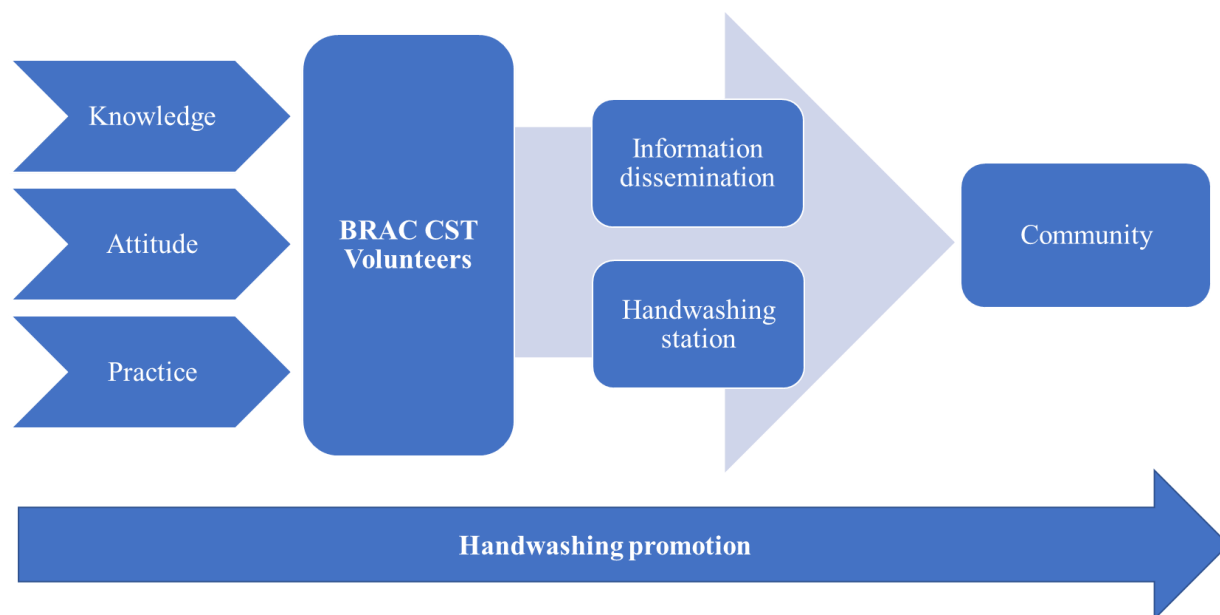 Knowledge
Attitude
Practice
BRAC CST
Volunteers
Information
dissemination
Handwashing
station
Community
Handwashing promotion